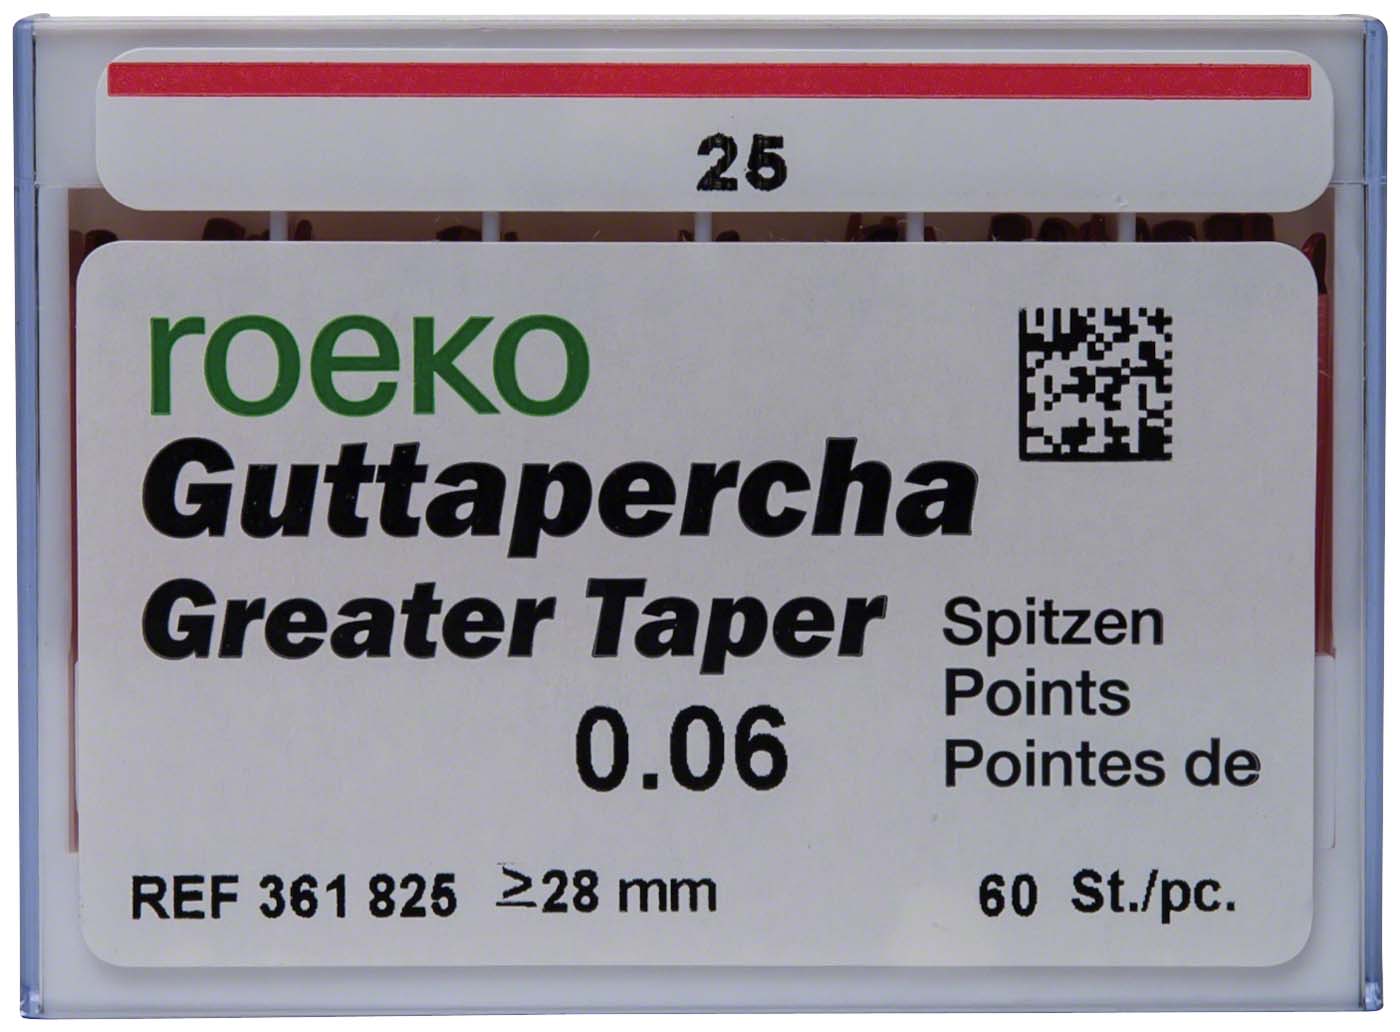 25
roeko
Guttapercha
Greater Taper
0.06
Spitzen
Points
Pointes de
REF 361 825 ≥28 mm
60 St./pc.